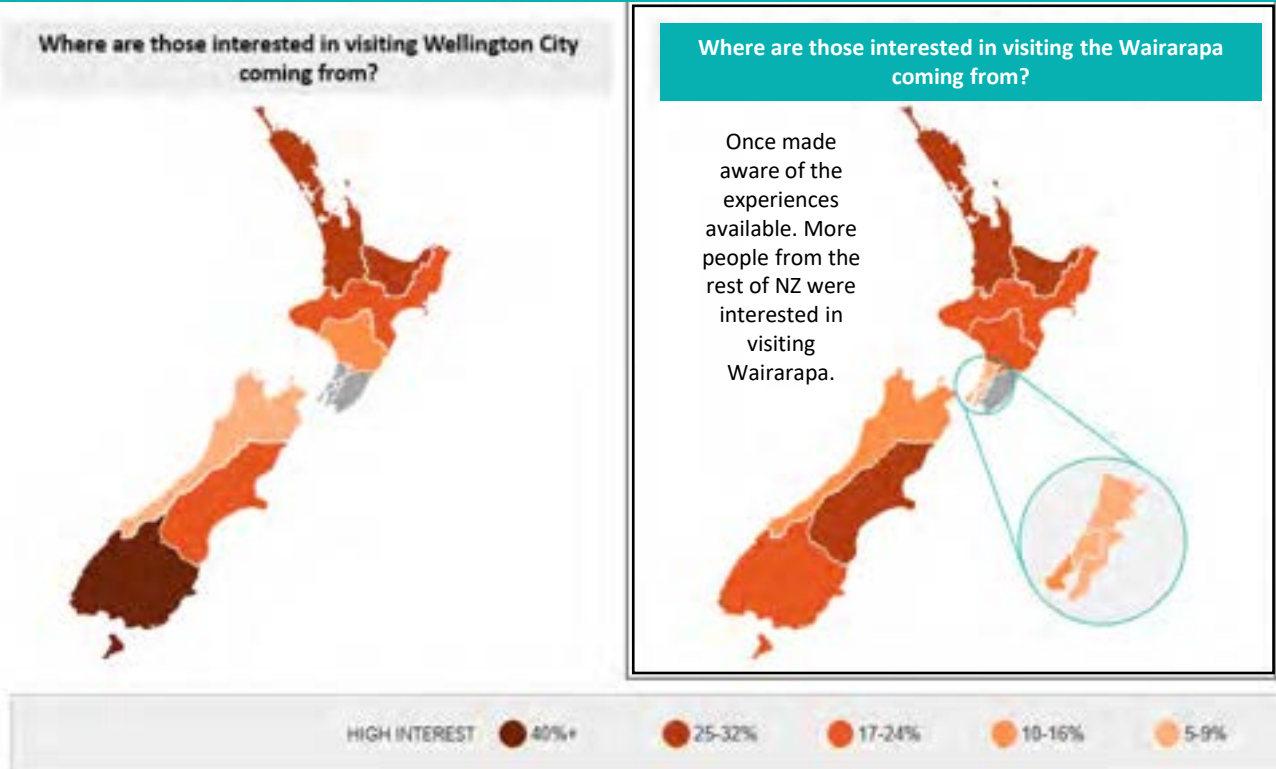 Where are those interested in visiting Wellington City
coming from?
Where are those interested in visiting the Wairarapa
coming from?
Once made
aware of the
experiences
available. More
people from the
rest of NZ were
interested in
visiting
Wairarapa.
HIGH INTEREST 40%+ 25-32% 17-24% 10-16% 5-9%